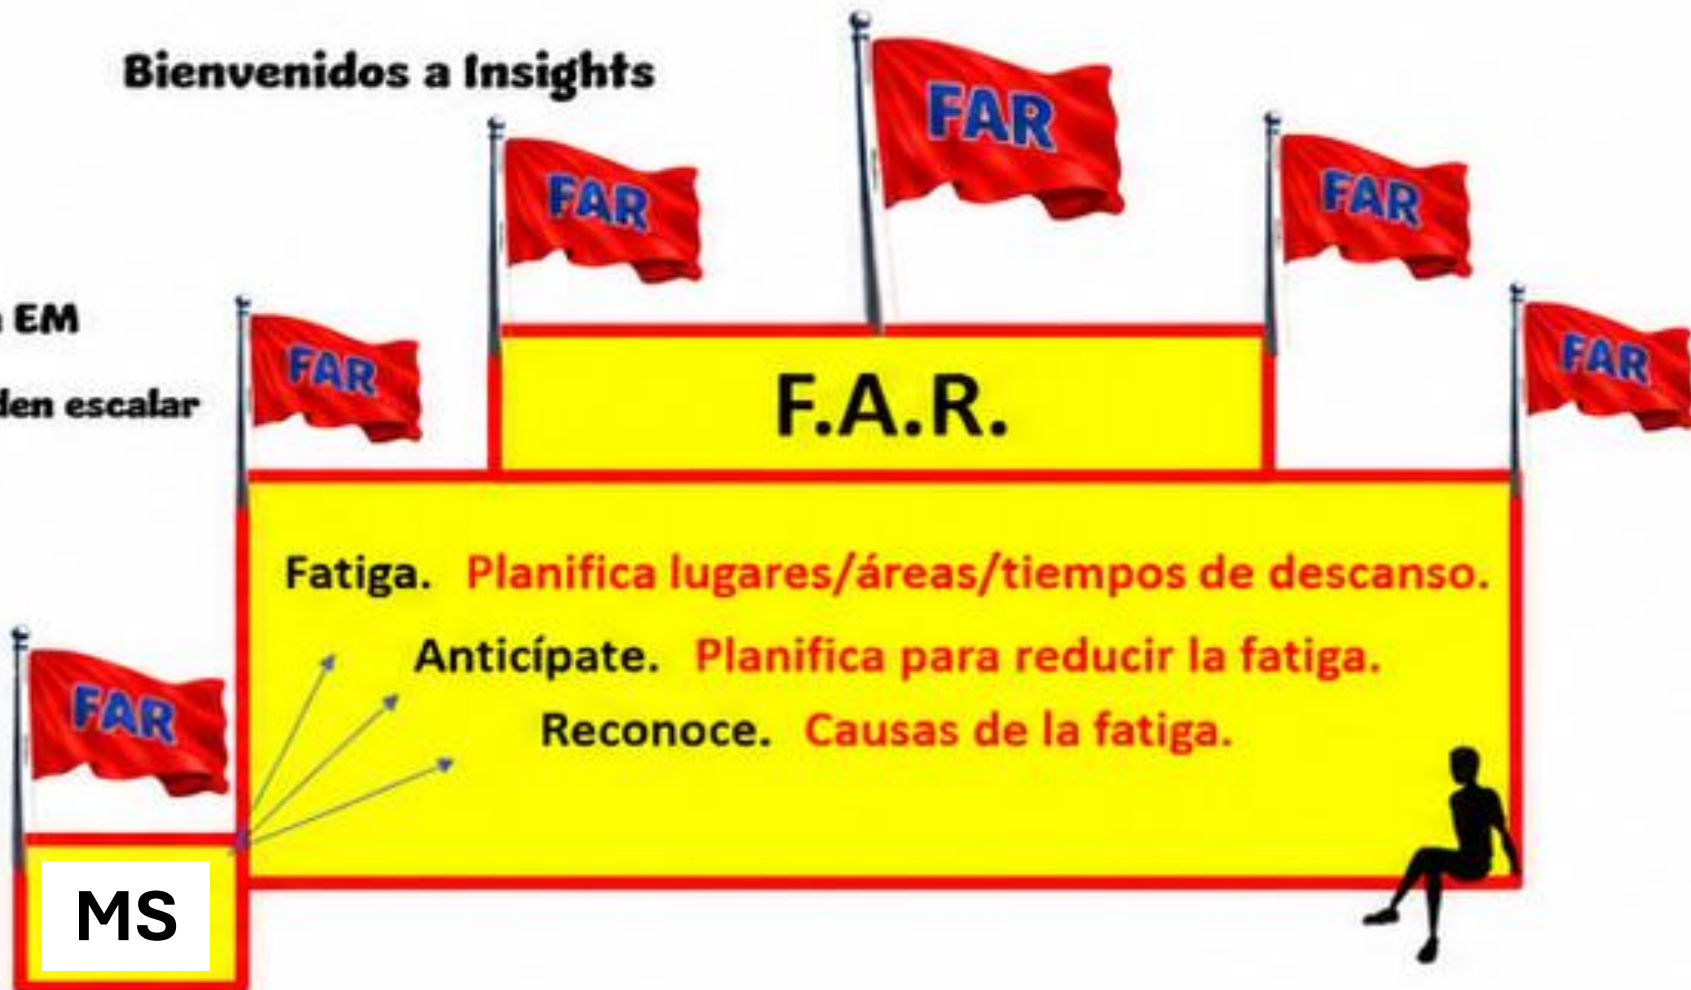 Bienvenidos a Insights
FAR
FAR
FAR
EM
FAR
FAR
escalar
F.A.R.
Fatiga. Planifica lugares/áreas/tiempos de descanso.
Anticípate. Planifica para reducir la fatiga.
Reconoce. Causas de la fatiga.
FAR
MS